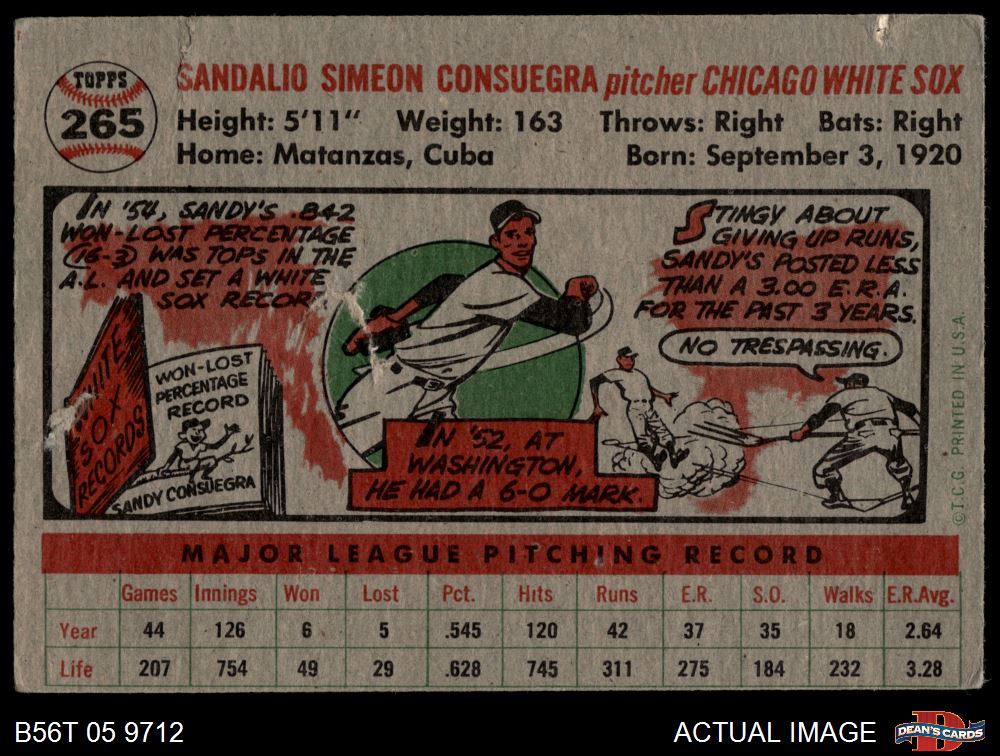 TOPPS
265
SANDALIO SIMEON CONSUEGRA pitcher CHICAGO WHITE SOX
Height: 5'11" Weight: 163 Throws: Right Bats: Right
Home: Matanzas, Cuba Born: September 3, 1920
IN '54, SANDY'S .842
WON-LOST PERCENTAGE
(16-3) WAS TOPS IN THE
A.L. AND SET A WHITE
SOX RECORD.
WHITE
SOX
RECORDS
WON-LOST
PERCENTAGE
RECORD
SANDY CONSUEGRA
IN '52, AT
WASHINGTON,
HE HAD A 6-0 MARK.
STINGY ABOUT
GIVING UP RUNS,
SANDY'S POSTED LESS
THAN A 3.00 E.R.A.
FOR THE PAST 3 YEARS.
NO TRESPASSING.
©T.C.G. PRINTED IN U.S.A.
MAJOR LEAGUE PITCHING RECORD
Games Innings Won Lost Pct. Hits Runs E.R. S.O. Walks E.R.Avg.
Year 44 126 6 5 .545 120 42 37 35 18 2.64
Life 207 754 49 29 .628 745 311 275 184 232 3.28
B56T 05 9712 ACTUAL IMAGE
DEAN'S CARDS